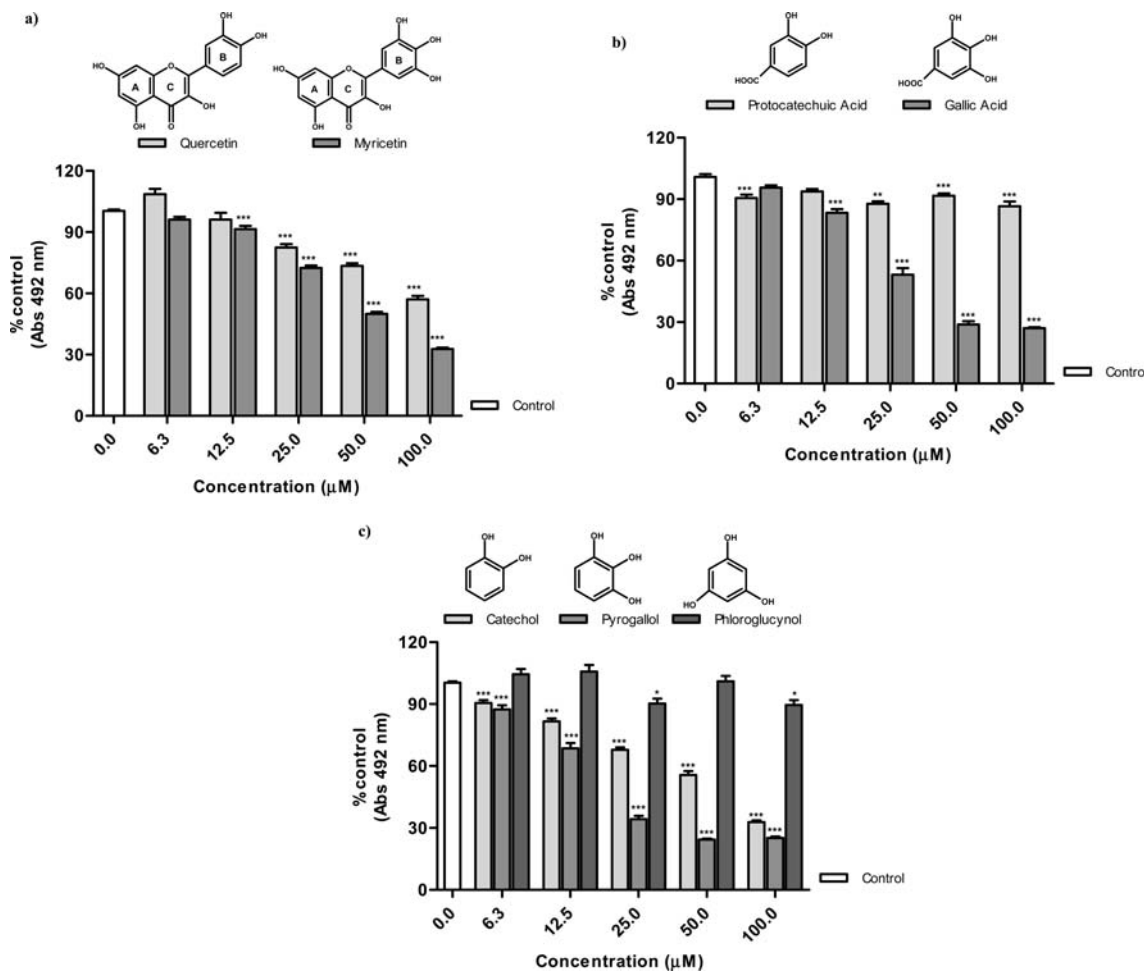 a)
OH
OH
B
HO
O
A
C
OH
OH
O
OH
OH
B
OH
HO
O
A
C
OH
OH
O
Quercetin
Myricetin
120
90
60
30
0
%control
(Abs 492 nm)
***
***
***
***
***
***
***
0.0
6.3
12.5
25.0
50.0
100.0
Control
Concentration (μM)
b)
OH
OH
HOOC
OH
OH
OH
HOOC
Protocatechuic Acid
Gallic Acid
120
90
60
30
0
%control
(Abs 492 nm)
***
***
**
***
***
***
***
***
0.0
6.3
12.5
25.0
50.0
100.0
Contro
Concentration (μM)
c)
OH
OH
OH
OH
OH
OH
HO
OH
Catechol
Pyrogallol
Phloroglucynol
120
90
60
30
0
%control
(Abs 492 nm)
***
***
***
***
***
***
*
***
***
***
***
*
0.0
6.3
12.5
25.0
50.0
100.0
Control
Concentration (μM)